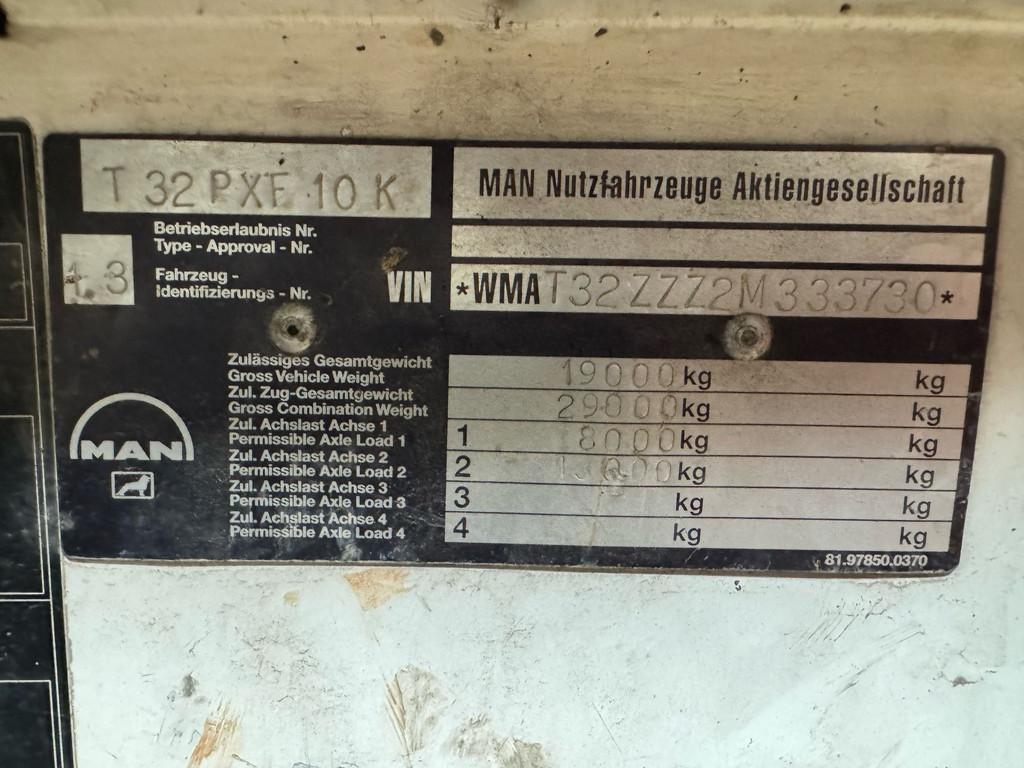 T 32 PXF 10 K
MAN Nutzfahrzeuge Aktiengesellschaft
Betriebserlaubnis Nr.
Type - Approval - Nr.
1.3
Fahrzeug -
Identifizierungs - Nr.
VIN
*WMAT32ZZZ2M333730*
Zulässiges Gesamtgewicht
Gross Vehicle Weight
19000 kg kg
Zul. Zug-Gesamtgewicht
Gross Combination Weight
29000 kg kg
Zul. Achslast Achse 1
Permissible Axle Load 1
1 8000 kg kg
Zul. Achslast Achse 2
Permissible Axle Load 2
2 kg kg
Zul. Achslast Achse 3
Permissible Axle Load 3
3 kg kg
Zul. Achslast Achse 4
Permissible Axle Load 4
4 kg kg
MAN
81.97850.0370